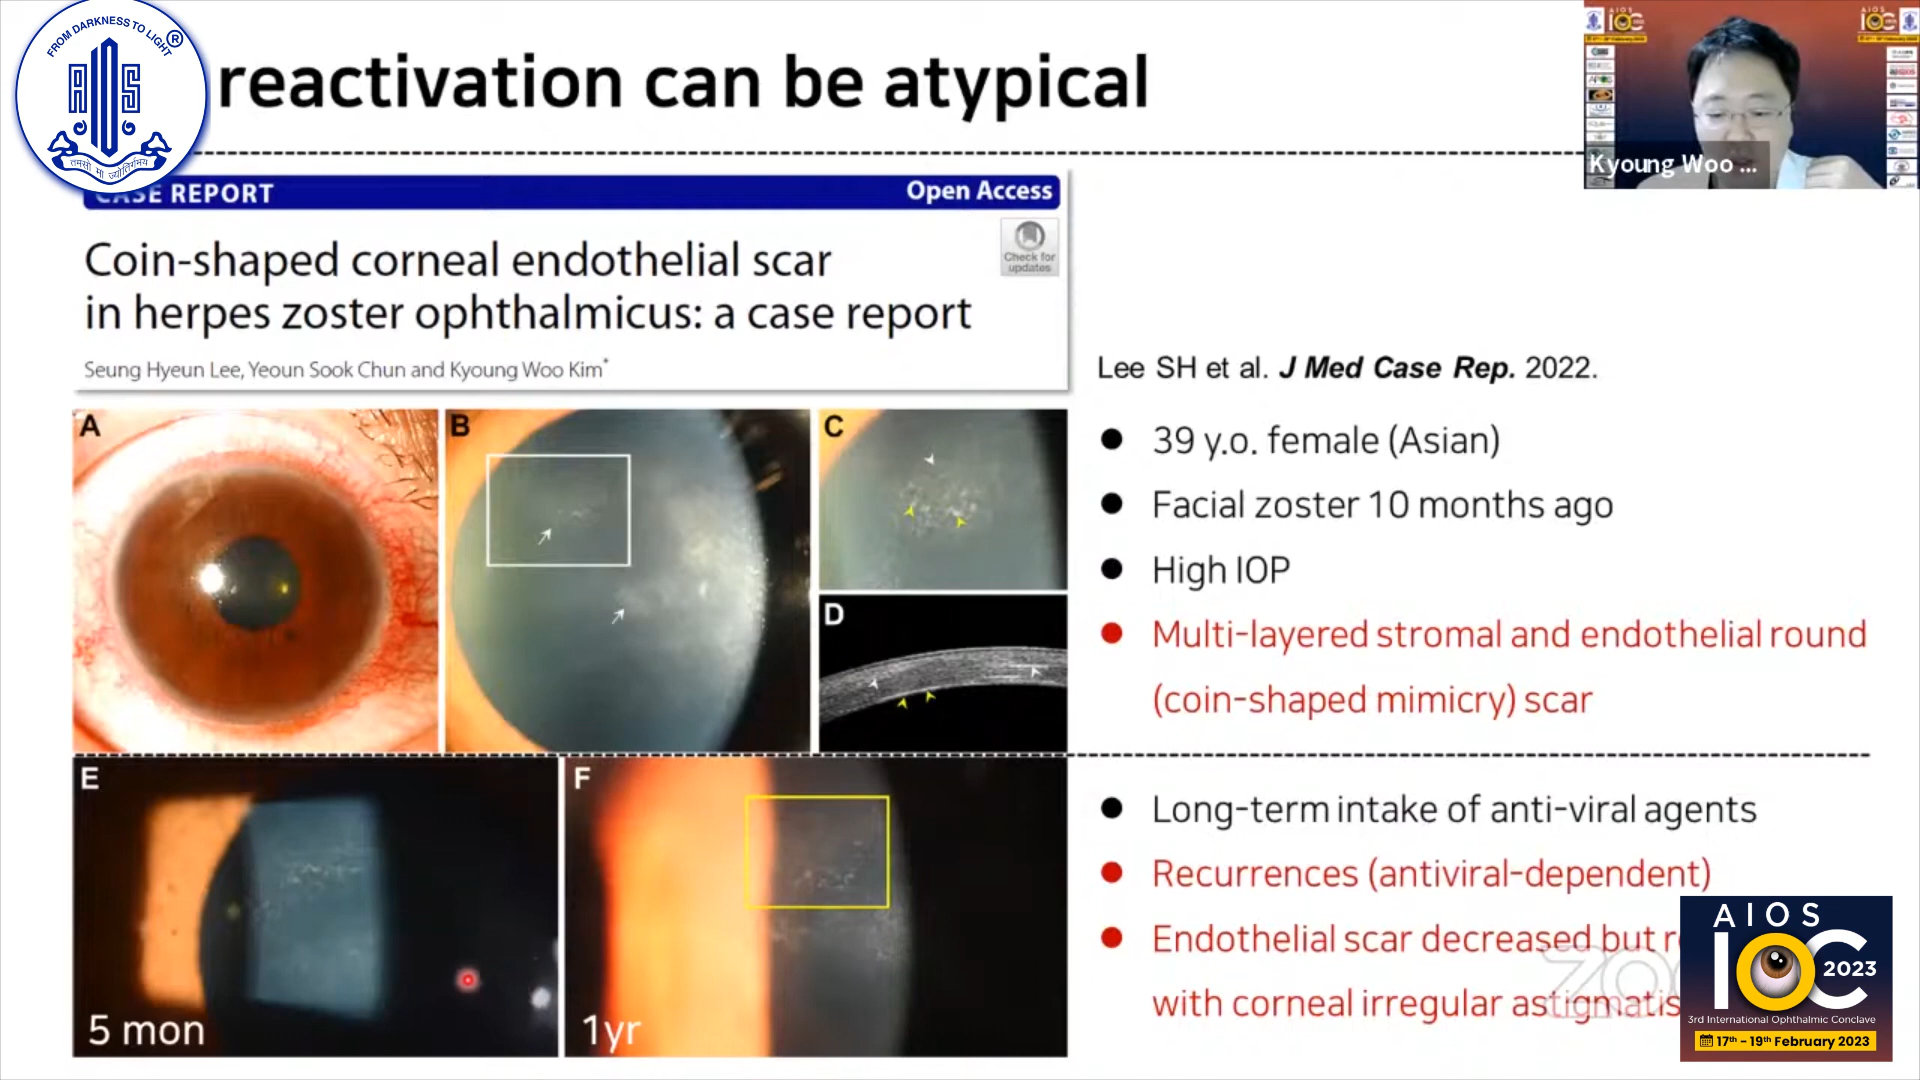 FROM DARKNESS TO LIGHT
®
AIOS
तमसो मा ज्योतिर्गमय
reactivation can be atypical
AIOS
Kyoung Woo ...
CASE REPORT
Open Access
Check for
updates
Coin-shaped corneal endothelial scar
in herpes zoster ophthalmicus: a case report
Seung Hyeun Lee, Yeoun Sook Chun and Kyoung Woo Kim*
Lee SH et al. J Med Case Rep. 2022.
A
B
C
D
● 39 y.o. female (Asian)
● Facial zoster 10 months ago
● High IOP
● Multi-layered stromal and endothelial round
(coin-shaped mimicry) scar
E
5 mon
F
1yr
● Long-term intake of anti-viral agents
● Recurrences (antiviral-dependent)
● Endothelial scar decreased but
with corneal irregular
AIOS
IOC
2023
3rd International Ophthalmic Conclave
17th - 19th February 2023